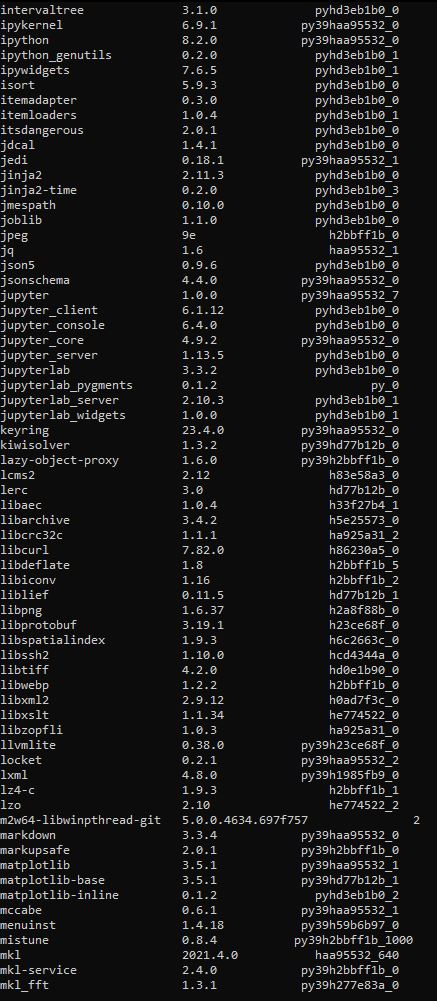 intervaltree 3.1.0 pyhd3eb1b0_0
ipykernel 6.9.1 py39haa95532_0
ipython 8.2.0 py39haa95532_0
ipython_genutils 0.2.0 pyhd3eb1b0_1
ipywidgets 7.6.5 pyhd3eb1b0_1
isort 5.9.3 pyhd3eb1b0_0
itemadapter 0.3.0 pyhd3eb1b0_0
itemloaders 1.0.4 pyhd3eb1b0_1
itsdangerous 2.0.1 pyhd3eb1b0_0
jdcal 1.4.1 pyhd3eb1b0_0
jedi 0.18.1 py39haa95532_1
jinja2 2.11.3 pyhd3eb1b0_0
jinja2-time 0.2.0 pyhd3eb1b0_3
jmespath 0.10.0 pyhd3eb1b0_0
joblib 1.1.0 pyhd3eb1b0_0
jpeg 9e h2bbff1b_0
jq 1.6 haa95532_1
json5 0.9.6 pyhd3eb1b0_0
jsonschema 4.4.0 py39haa95532_0
jupyter 1.0.0 py39haa95532_7
jupyter_client 6.1.12 pyhd3eb1b0_0
jupyter_console 6.4.0 pyhd3eb1b0_0
jupyter_core 4.9.2 py39haa95532_0
jupyter_server 1.13.5 pyhd3eb1b0_0
jupyterlab 3.3.2 pyhd3eb1b0_0
jupyterlab_pygments 0.1.2 py_0
jupyterlab_server 2.10.3 pyhd3eb1b0_1
jupyterlab_widgets 1.0.0 pyhd3eb1b0_1
keyring 23.4.0 py39haa95532_0
kiwisolver 1.3.2 py39hd77b12b_0
lazy-object-proxy 1.6.0 py39h2bbff1b_0
lcms2 2.12 h83e58a3_0
lerc 3.0 hd77b12b_0
libaec 1.0.4 h33f27b4_1
libarchive 3.4.2 h5e25573_0
libcrc32c 1.1.1 ha925a31_2
libcurl 7.82.0 h86230a5_0
libdeflate 1.8 h2bbff1b_5
libiconv 1.16 h2bbff1b_2
liblief 0.11.5 hd77b12b_1
libpng 1.6.37 h2a8f88b_0
libprotobuf 3.19.1 h23ce68f_0
libspatialindex 1.9.3 h6c2663c_0
libssh2 1.10.0 hcd4344a_0
libtiff 4.2.0 hd0e1b90_0
libwebp 1.2.2 h2bbff1b_0
libxml2 2.9.12 h0ad7f3c_0
libxslt 1.1.34 he774522_0
libzopfli 1.0.3 ha925a31_0
llvmlite 0.38.0 py39h23ce68f_0
locket 0.2.1 py39haa95532_2
lxml 4.8.0 py39h1985fb9_0
lz4-c 1.9.3 h2bbff1b_1
lzo 2.10 he774522_2
m2w64-libwinpthread-git 5.0.0.4634.697f757 2
markdown 3.3.4 py39haa95532_0
markupsafe 2.0.1 py39h2bbff1b_0
matplotlib 3.5.1 py39haa95532_1
matplotlib-base 3.5.1 py39hd77b12b_1
matplotlib-inline 0.1.2 pyhd3eb1b0_2
mccabe 0.6.1 py39haa95532_1
menuinst 1.4.18 py39h59b6b97_0
mistune 0.8.4 py39h2bbff1b_1000
mkl 2021.4.0 haa95532_640
mkl-service 2.4.0 py39h2bbff1b_0
mkl_fft 1.3.1 py39h277e83a_0